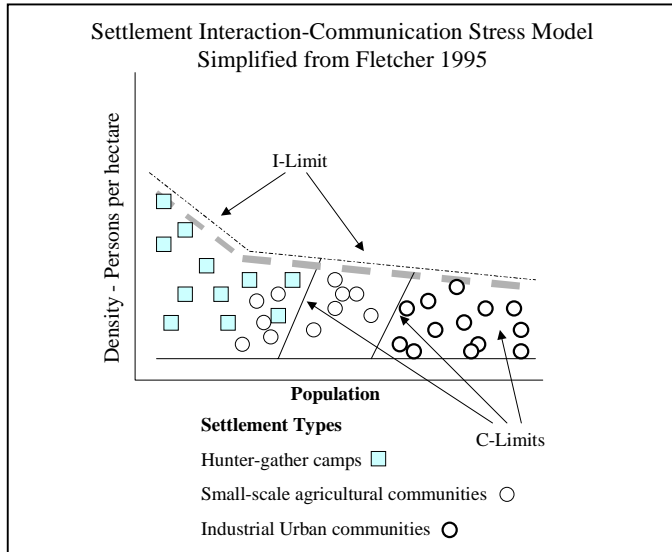 Settlement Interaction-Communication Stress Model
Simplified from Fletcher 1995
I-Limit
Density - Persons per hectare
Population
Settlement Types
C-Limits
Hunter-gather camps
Small-scale agricultural communities
Industrial Urban communities